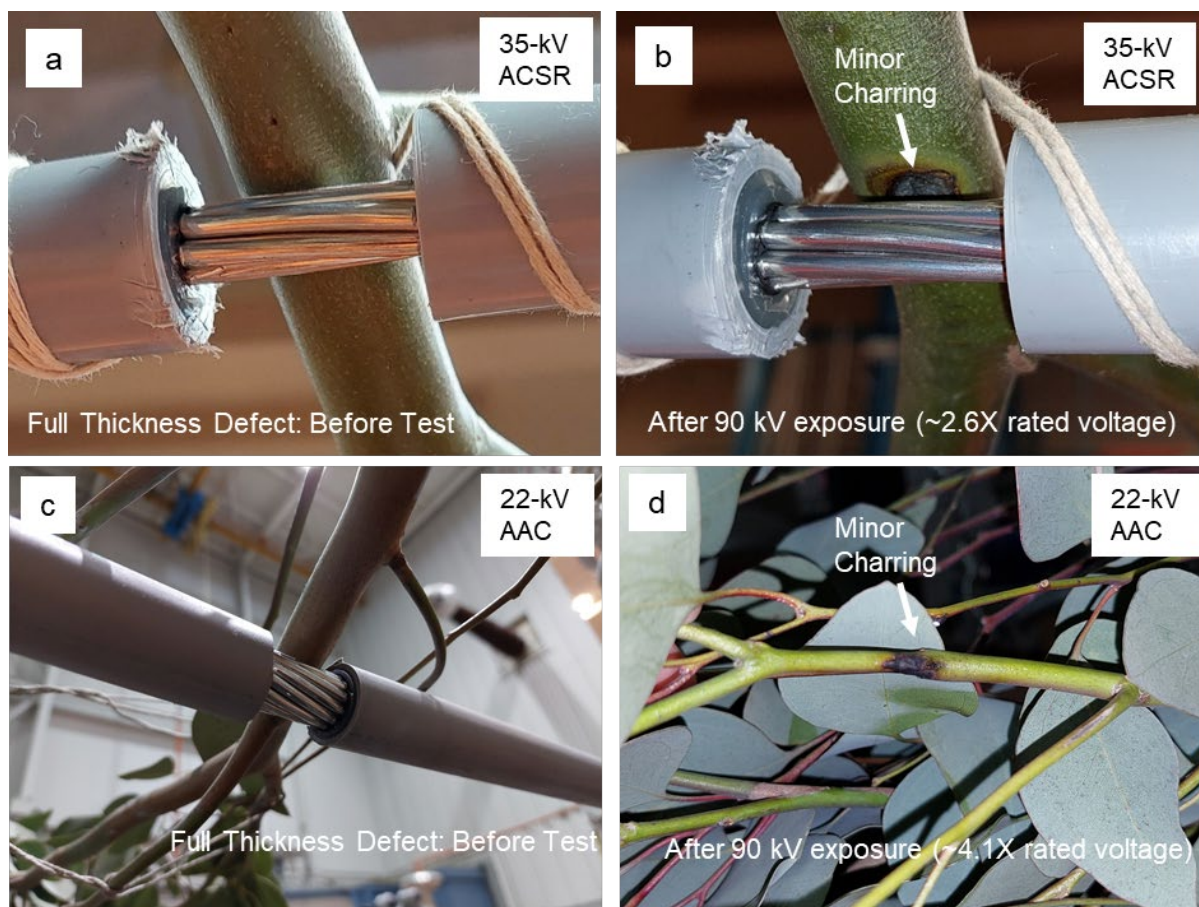 a
35-kV
ACSR
Full Thickness Defect: Before Test
b
Minor
Charring
35-kV
ACSR
After 90 kV exposure (~2.6X rated voltage)
c
22-kV
AAC
Full Thickness Defect: Before Test
d
Minor
Charring
22-kV
AAC
After 90 kV exposure (~4.1X rated voltage)